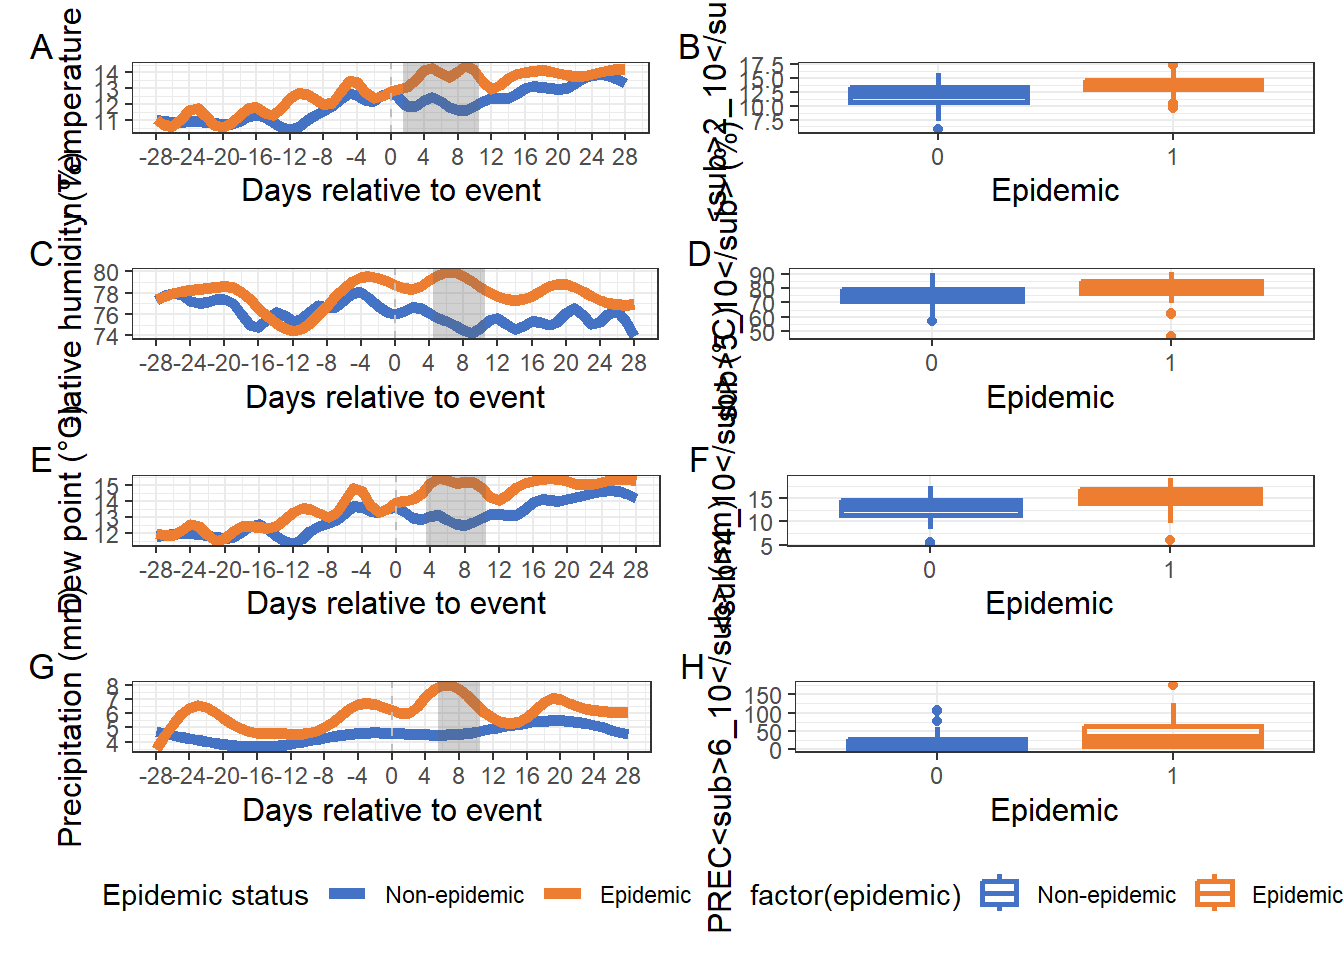 A
Temperature
14
13
12
11
-28 -24 -20 -16 -12 -8 -4 0 4 8 12 16 20 24 28
Days relative to event
B
17.5
15.0
12.5
10.0
7.5
<sub>2_10</su
0 1
Epidemic
C
lative humidity (%)
80
78
76
74
-28 -24 -20 -16 -12 -8 -4 0 4 8 12 16 20 24 28
Days relative to event
D
sub> (%)
90
80
70
60
50
0 1
Epidemic
E
Dew point (°C)
15
14
13
12
-28 -24 -20 -16 -12 -8 -4 0 4 8 12 16 20 24 28
Days relative to event
F
15
10
5
0 1
Epidemic
G
Precipitation (mm)
8
7
6
5
4
-28 -24 -20 -16 -12 -8 -4 0 4 8 12 16 20 24 28
Days relative to event
H
PREC<sub>6_10</sub> (mm)
150
100
50
0
0 1
Epidemic
Epidemic status Non-epidemic Epidemic
factor(epidemic) Non-epidemic Epidemic